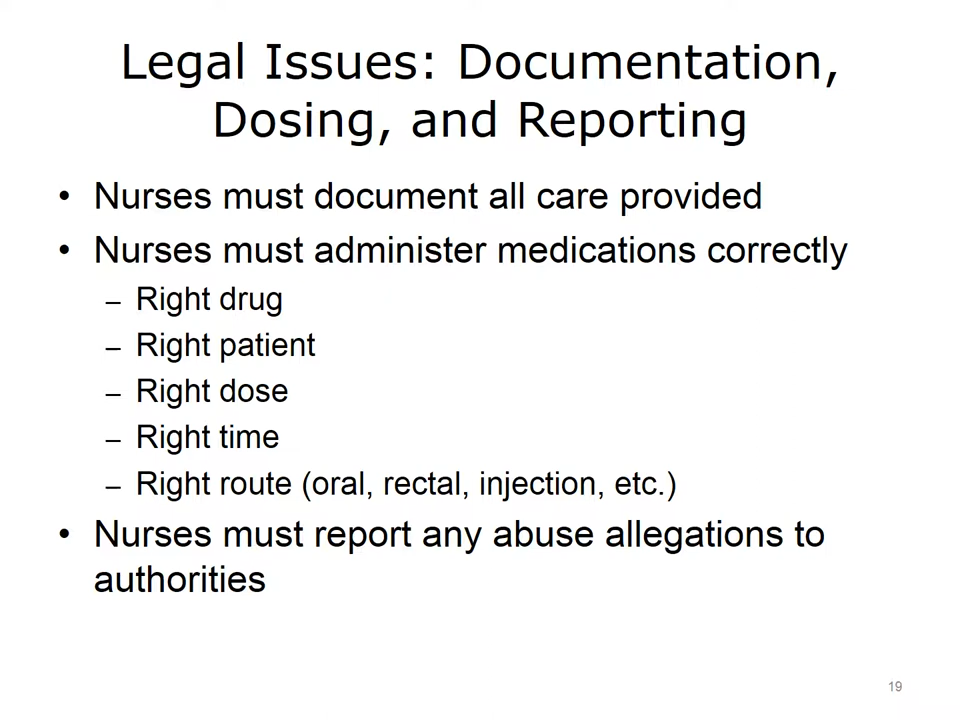 Legal Issues: Documentation,
Dosing, and Reporting
• Nurses must document all care provided
• Nurses must administer medications correctly
– Right drug
– Right patient
– Right dose
– Right time
– Right route (oral, rectal, injection, etc.)
• Nurses must report any abuse allegations to
authorities
19